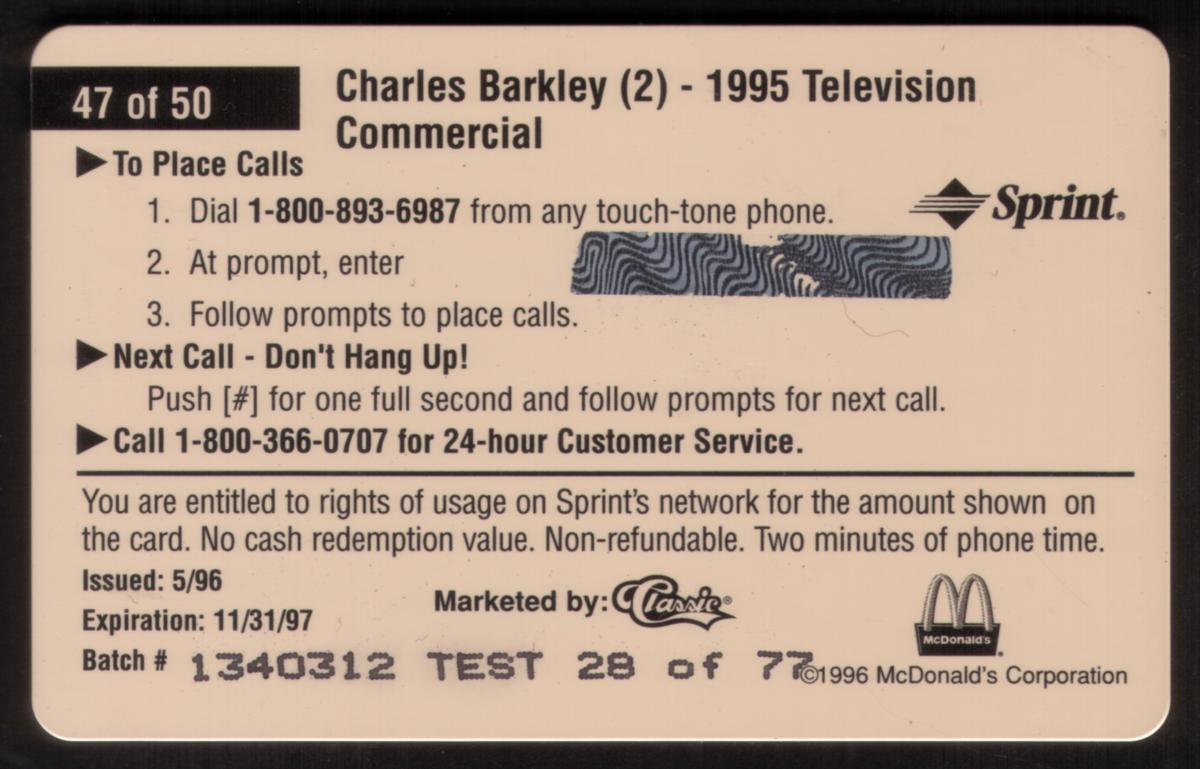 47 of 50
Charles Barkley (2) - 1995 Television
Commercial
▶ To Place Calls
1. Dial 1-800-893-6987 from any touch-tone phone.
Sprint®
2. At prompt, enter
3. Follow prompts to place calls.
▶ Next Call - Don't Hang Up!
Push [#] for one full second and follow prompts for next call.
▶ Call 1-800-366-0707 for 24-hour Customer Service.
You are entitled to rights of usage on Sprint's network for the amount shown on
the card. No cash redemption value. Non-refundable. Two minutes of phone time.
Issued: 5/96
Marketed by: Classic®
Expiration: 11/31/97
McDonald's®
Batch # 1340312 TEST 28 of 77
©1996 McDonald's Corporation